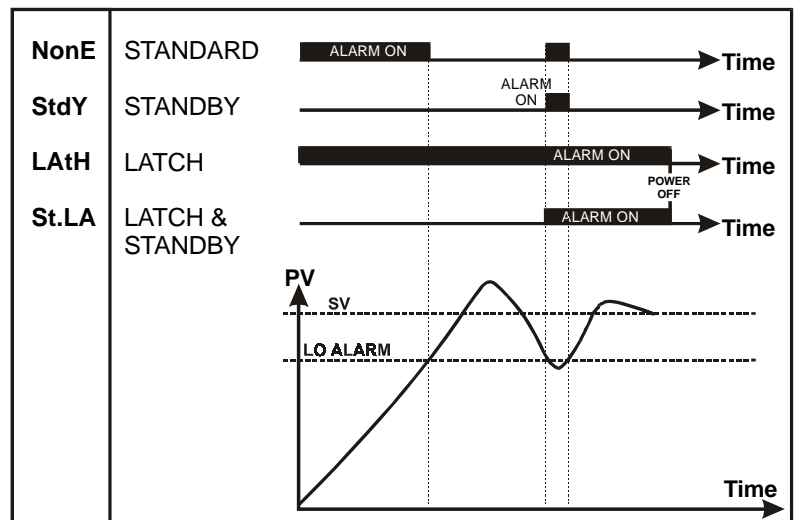 NonE STANDARD ALARM ON Time
ALARM
ON
StdY STANDBY Time
LAtH LATCH ALARM ON Time
POWER
OFF
St.LA LATCH & ALARM ON Time
STANDBY
PV
SV
LO ALARM
Time